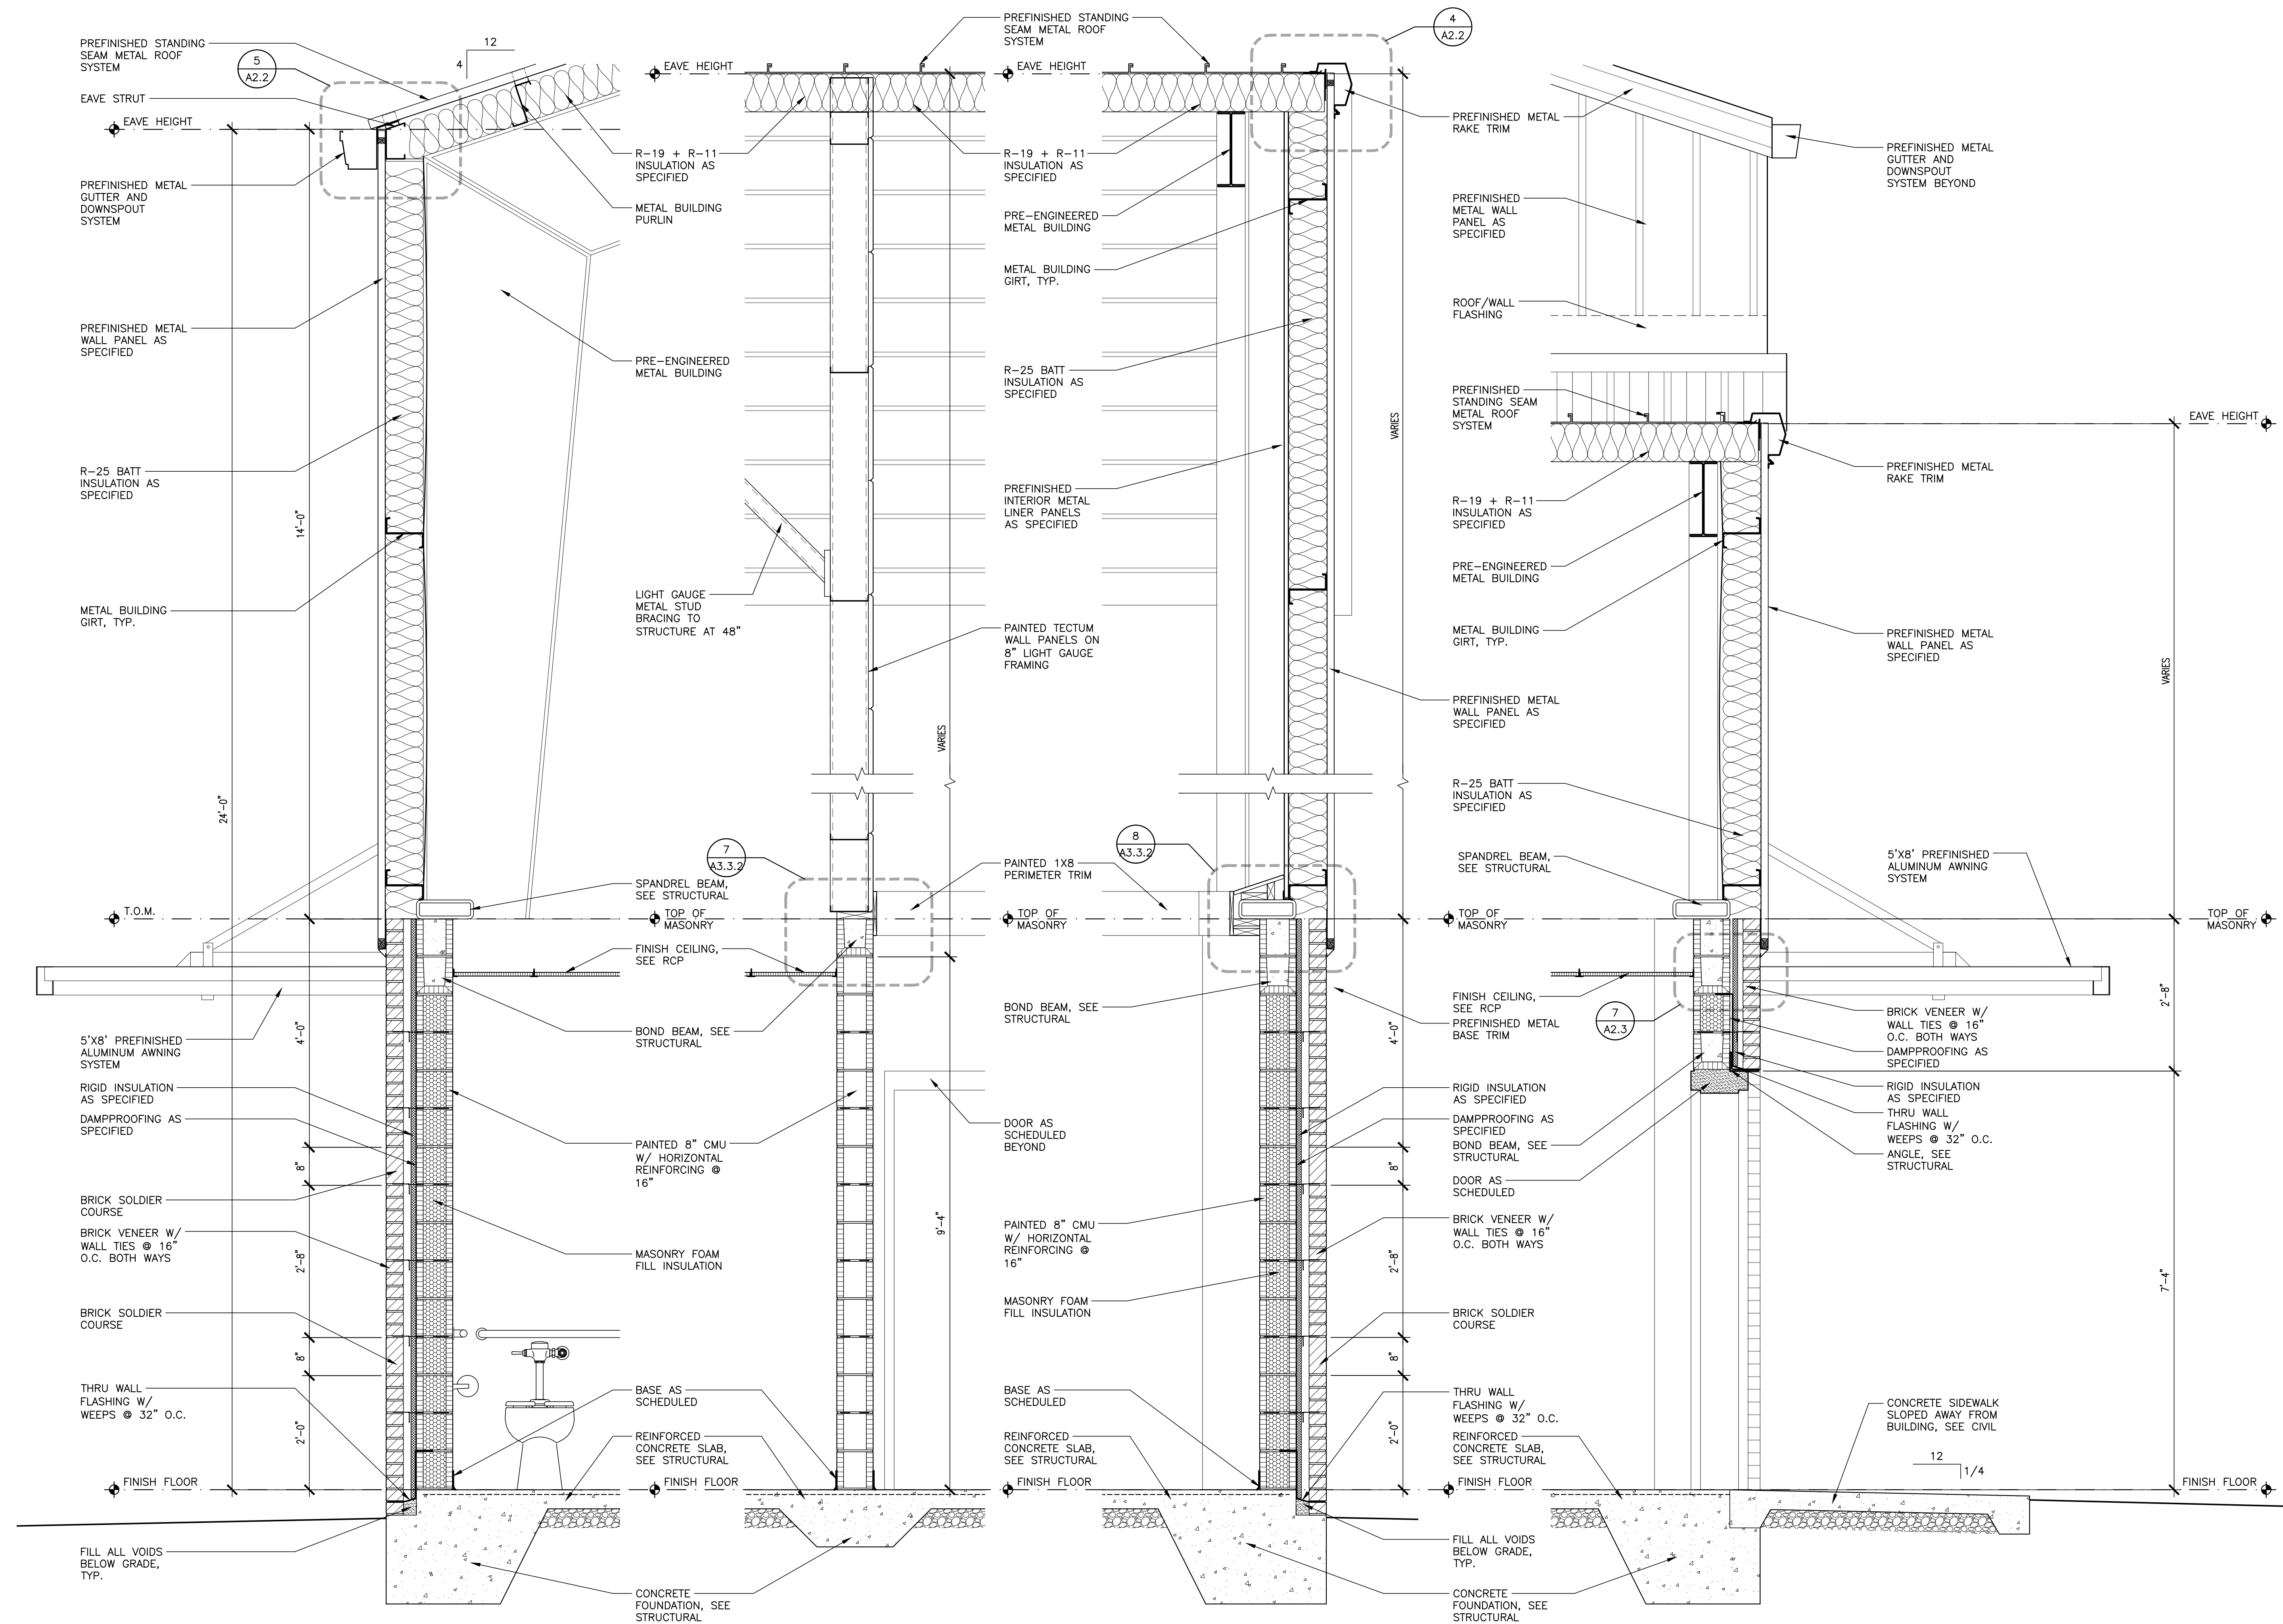 PREFINISHED STANDING
SEAM METAL ROOF
SYSTEM
5
A2.2
12
4
EAVE STRUT
EAVE HEIGHT
PREFINISHED METAL
GUTTER AND
DOWNSPOUT
SYSTEM
PREFINISHED METAL
WALL PANEL AS
SPECIFIED
R-25 BATT
INSULATION AS
SPECIFIED
METAL BUILDING
GIRT, TYP.
14'-0"
24'-0"
T.O.M.
5'X8' PREFINISHED
ALUMINUM AWNING
SYSTEM
4'-0"
RIGID INSULATION
AS SPECIFIED
DAMPPROOFING AS
SPECIFIED
8"
BRICK SOLDIER
COURSE
BRICK VENEER W/
WALL TIES @ 16"
O.C. BOTH WAYS
2'-8"
BRICK SOLDIER
COURSE
8"
THRU WALL
FLASHING W/
WEEPS @ 32" O.C.
2'-0"
FINISH FLOOR
FILL ALL VOIDS
BELOW GRADE,
TYP.
EAVE HEIGHT
R-19 + R-11
INSULATION AS
SPECIFIED
METAL BUILDING
PURLIN
PRE-ENGINEERED
METAL BUILDING
LIGHT GAUGE
METAL STUD
BRACING TO
STRUCTURE AT 48"
7
A3.3.2
SPANDREL BEAM,
SEE STRUCTURAL
TOP OF
MASONRY
FINISH CEILING,
SEE RCP
BOND BEAM, SEE
STRUCTURAL
PAINTED 8" CMU
W/ HORIZONTAL
REINFORCING @
16"
MASONRY FOAM
FILL INSULATION
BASE AS
SCHEDULED
REINFORCED
CONCRETE SLAB,
SEE STRUCTURAL
FINISH FLOOR
CONCRETE
FOUNDATION, SEE
STRUCTURAL
VARIES
9'-4"
PREFINISHED STANDING
SEAM METAL ROOF
SYSTEM
EAVE HEIGHT
R-19 + R-11
INSULATION AS
SPECIFIED
PRE-ENGINEERED
METAL BUILDING
METAL BUILDING
GIRT, TYP.
R-25 BATT
INSULATION AS
SPECIFIED
PREFINISHED
INTERIOR METAL
LINER PANELS
AS SPECIFIED
PAINTED TECTUM
WALL PANELS ON
8" LIGHT GAUGE
FRAMING
8
A3.3.2
PAINTED 1X8
PERIMETER TRIM
TOP OF
MASONRY
BOND BEAM, SEE
STRUCTURAL
RIGID INSULATION
AS SPECIFIED
DOOR AS
SCHEDULED
BEYOND
PAINTED 8" CMU
W/ HORIZONTAL
REINFORCING @
16"
MASONRY FOAM
FILL INSULATION
BASE AS
SCHEDULED
REINFORCED
CONCRETE SLAB,
SEE STRUCTURAL
FINISH FLOOR
VARIES
4'-0"
8"
2'-8"
8"
2'-0"
4
A2.2
PREFINISHED METAL
RAKE TRIM
PREFINISHED
METAL WALL
PANEL AS
SPECIFIED
ROOF/WALL
FLASHING
PREFINISHED
STANDING SEAM
METAL ROOF
SYSTEM
R-19 + R-11
INSULATION AS
SPECIFIED
PRE-ENGINEERED
METAL BUILDING
METAL BUILDING
GIRT, TYP.
PREFINISHED METAL
WALL PANEL AS
SPECIFIED
R-25 BATT
INSULATION AS
SPECIFIED
SPANDREL BEAM,
SEE STRUCTURAL
TOP OF
MASONRY
FINISH CEILING,
SEE RCP
PREFINISHED METAL
BASE TRIM
7
A2.3
DAMPPROOFING AS
SPECIFIED
BOND BEAM, SEE
STRUCTURAL
DOOR AS
SCHEDULED
BRICK VENEER W/
WALL TIES @ 16"
O.C. BOTH WAYS
BRICK SOLDIER
COURSE
THRU WALL
FLASHING W/
WEEPS @ 32" O.C.
REINFORCED
CONCRETE SLAB,
SEE STRUCTURAL
FINISH FLOOR
FILL ALL VOIDS
BELOW GRADE,
TYP.
CONCRETE
FOUNDATION, SEE
STRUCTURAL
PREFINISHED METAL
GUTTER AND
DOWNSPOUT
SYSTEM BEYOND
EAVE HEIGHT
PREFINISHED METAL
RAKE TRIM
PREFINISHED METAL
WALL PANEL AS
SPECIFIED
VARIES
5'X8' PREFINISHED
ALUMINUM AWNING
SYSTEM
TOP OF
MASONRY
2'-8"
BRICK VENEER W/
WALL TIES @ 16"
O.C. BOTH WAYS
DAMPPROOFING AS
SPECIFIED
RIGID INSULATION
AS SPECIFIED
THRU WALL
FLASHING W/
WEEPS @ 32" O.C.
ANGLE, SEE
STRUCTURAL
7'-4"
CONCRETE SIDEWALK
SLOPED AWAY FROM
BUILDING, SEE CIVIL
12
1/4
FINISH FLOOR